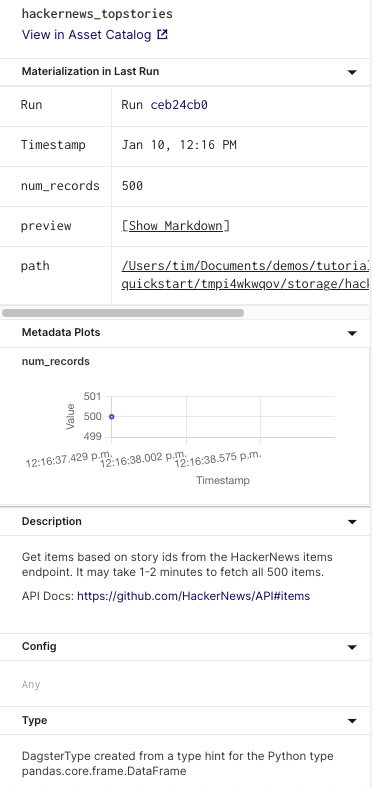 hackernews_topstories
View in Asset Catalog
Materialization in Last Run
Run Run ceb24cb0
Timestamp Jan 10, 12:16 PM
num_records 500
preview [Show Markdown]
path /Users/tim/Documents/demos/tutorial
quickstart/tmpi4wkwqov/storage/hack
Metadata Plots
num_records
501
500
499
Value
12:16:37.429 p.m. 12:16:38.002 p.m. 12:16:38.575 p.m.
Timestamp
Description
Get items based on story ids from the HackerNews items
endpoint. It may take 1-2 minutes to fetch all 500 items.
API Docs: https://github.com/HackerNews/API#items
Config
Any
Type
DagsterType created from a type hint for the Python type
pandas.core.frame.DataFrame